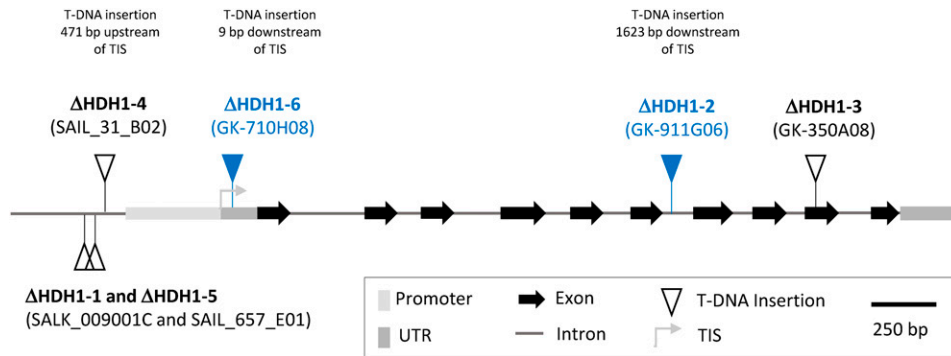 T-DNA insertion
471 bp upstream
of TIS
T-DNA insertion
9 bp downstream
of TIS
T-DNA insertion
1623 bp downstream
of TIS
ΔHDH1-4
(SAIL_31_B02)
ΔHDH1-6
(GK-710H08)
ΔHDH1-2
(GK-911G06)
ΔHDH1-3
(GK-350A08)
ΔHDH1-1 and ΔHDH1-5
(SALK_009001C and SAIL_657_E01)
Promoter
Exon
T-DNA Insertion
UTR
Intron
TIS
250 bp